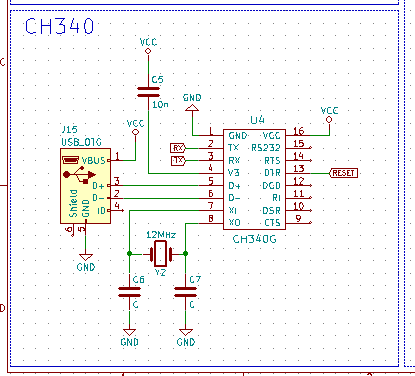 CH340
VCC
C5
10n
GND
VCC
J15
USB_OTG
VBUS 1
D+ 3
D- 2
ID 4
Shield
GND
6 5
GND
U4
VCC
1 GND VCC 16
RX 2 TX RS232 15
TX 3 RX RTS 14
4 V3 DTR 13 RESET
5 D+ DCD 12
6 D- RI 11
7 XI DSR 10
8 XO CTS 9
CH340G
12MHz
Y2
C6
C
GND
C7
C
GND
C
D